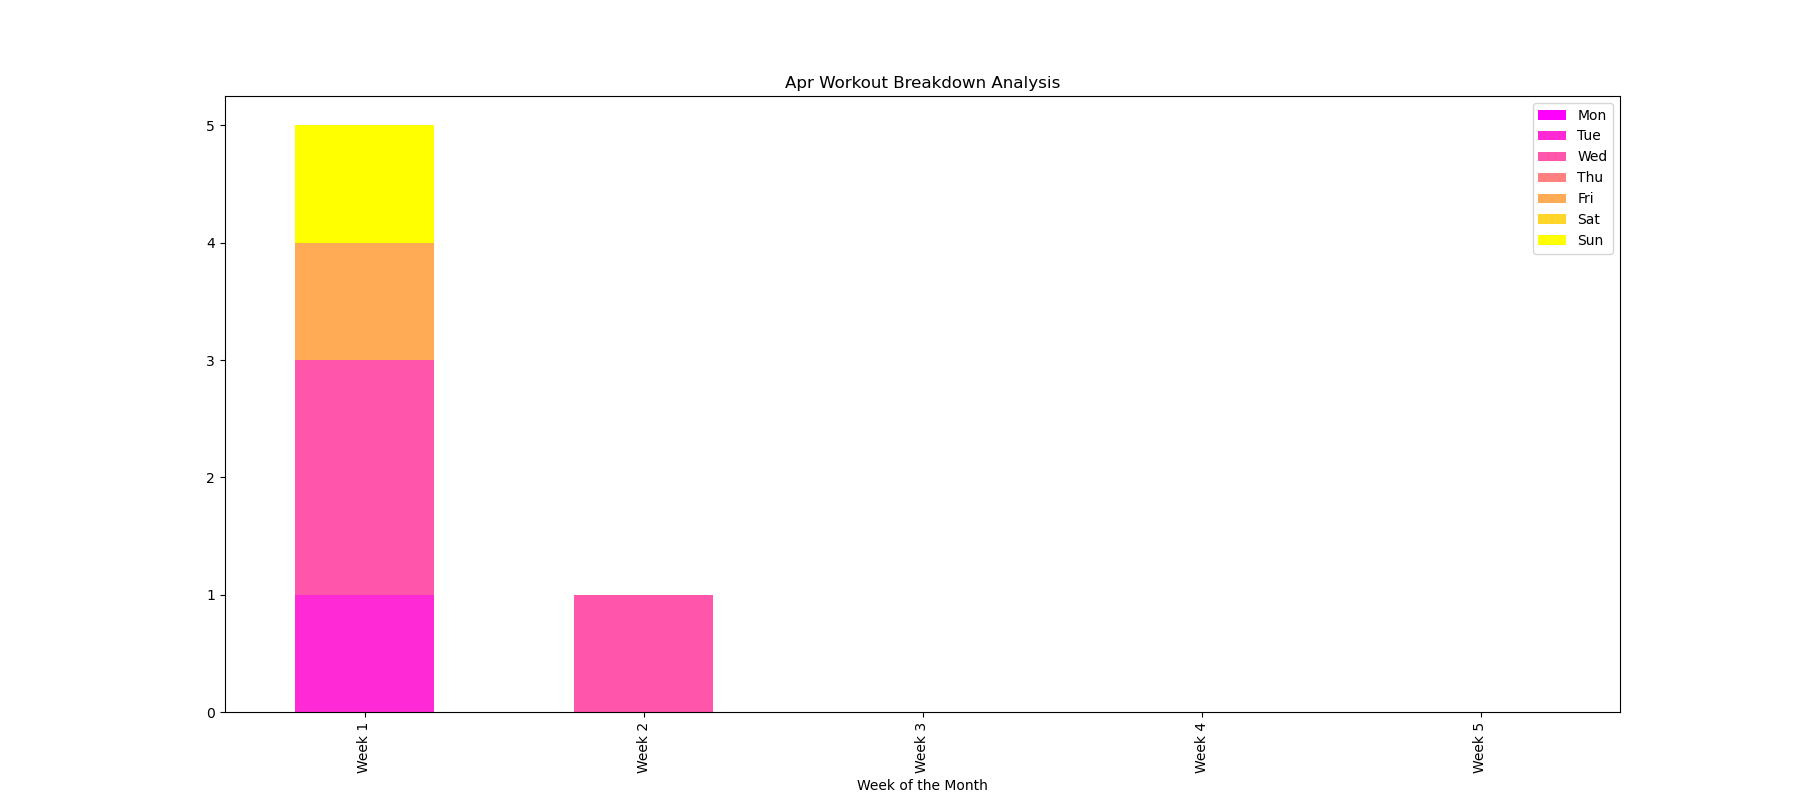 Apr Workout Breakdown Analysis
5
4
3
2
1
0
Mon
Tue
Wed
Thu
Fri
Sat
Sun
Week 1
Week 2
Week 3
Week 4
Week 5
Week of the Month